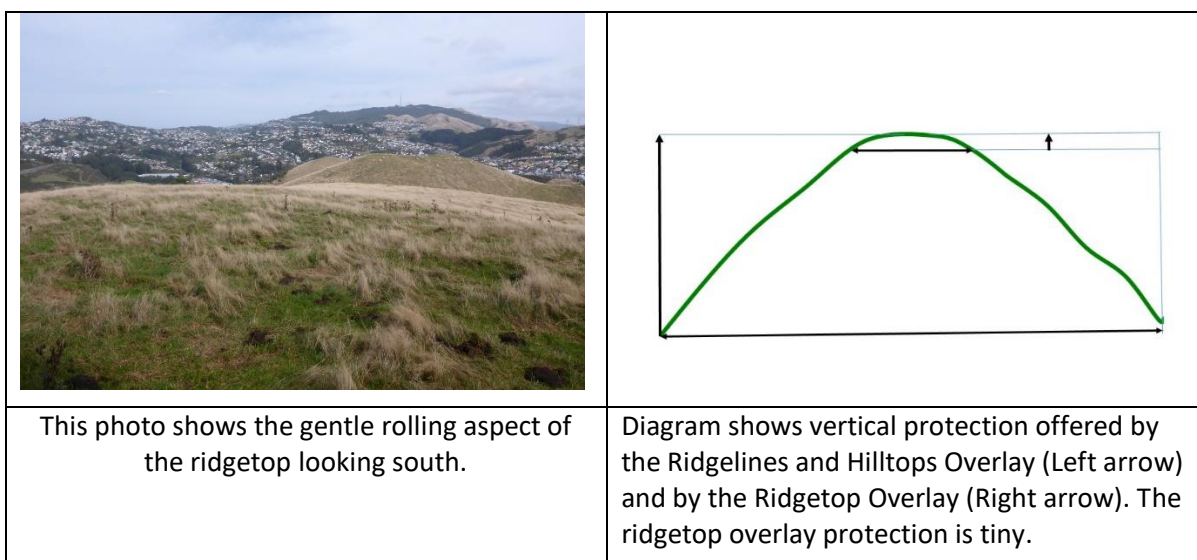 This photo shows the gentle rolling aspect of
the ridgetop looking south.
Diagram shows vertical protection offered by
the Ridgelines and Hilltops Overlay (Left arrow)
and by the Ridgetop Overlay (Right arrow). The
ridgetop overlay protection is tiny.